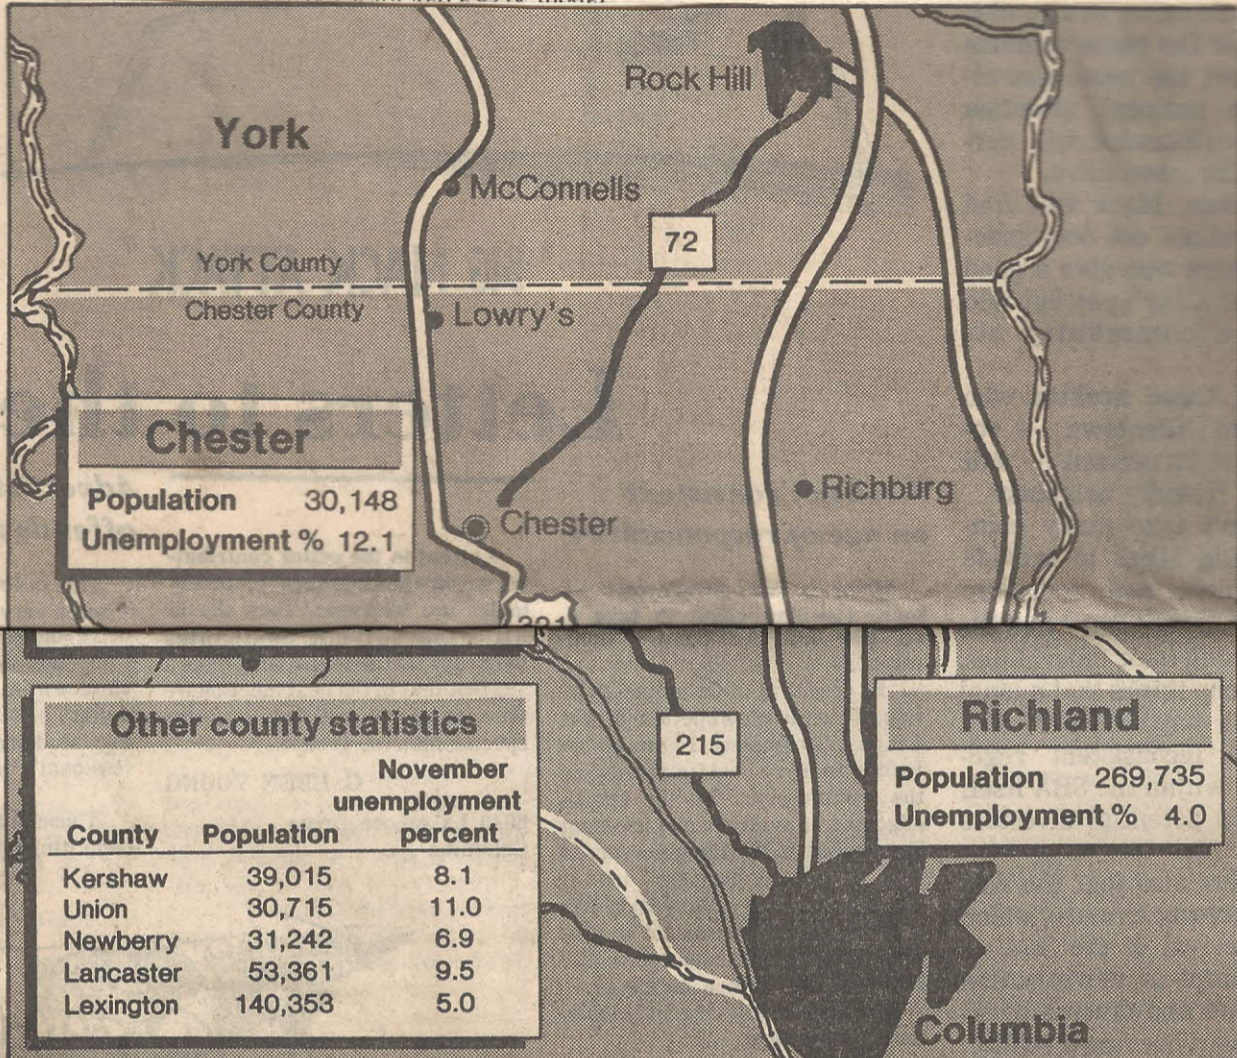 Rock Hill
York
McConnells
72
York County
Chester County
Lowry's
Chester
Population 30,148
Unemployment % 12.1
Richburg
Chester
Other county statistics
November
unemployment
County Population percent
Kershaw 39,015 8.1
Union 30,715 11.0
Newberry 31,242 6.9
Lancaster 53,361 9.5
Lexington 140,353 5.0
215
Richland
Population 269,735
Unemployment % 4.0
Columbia